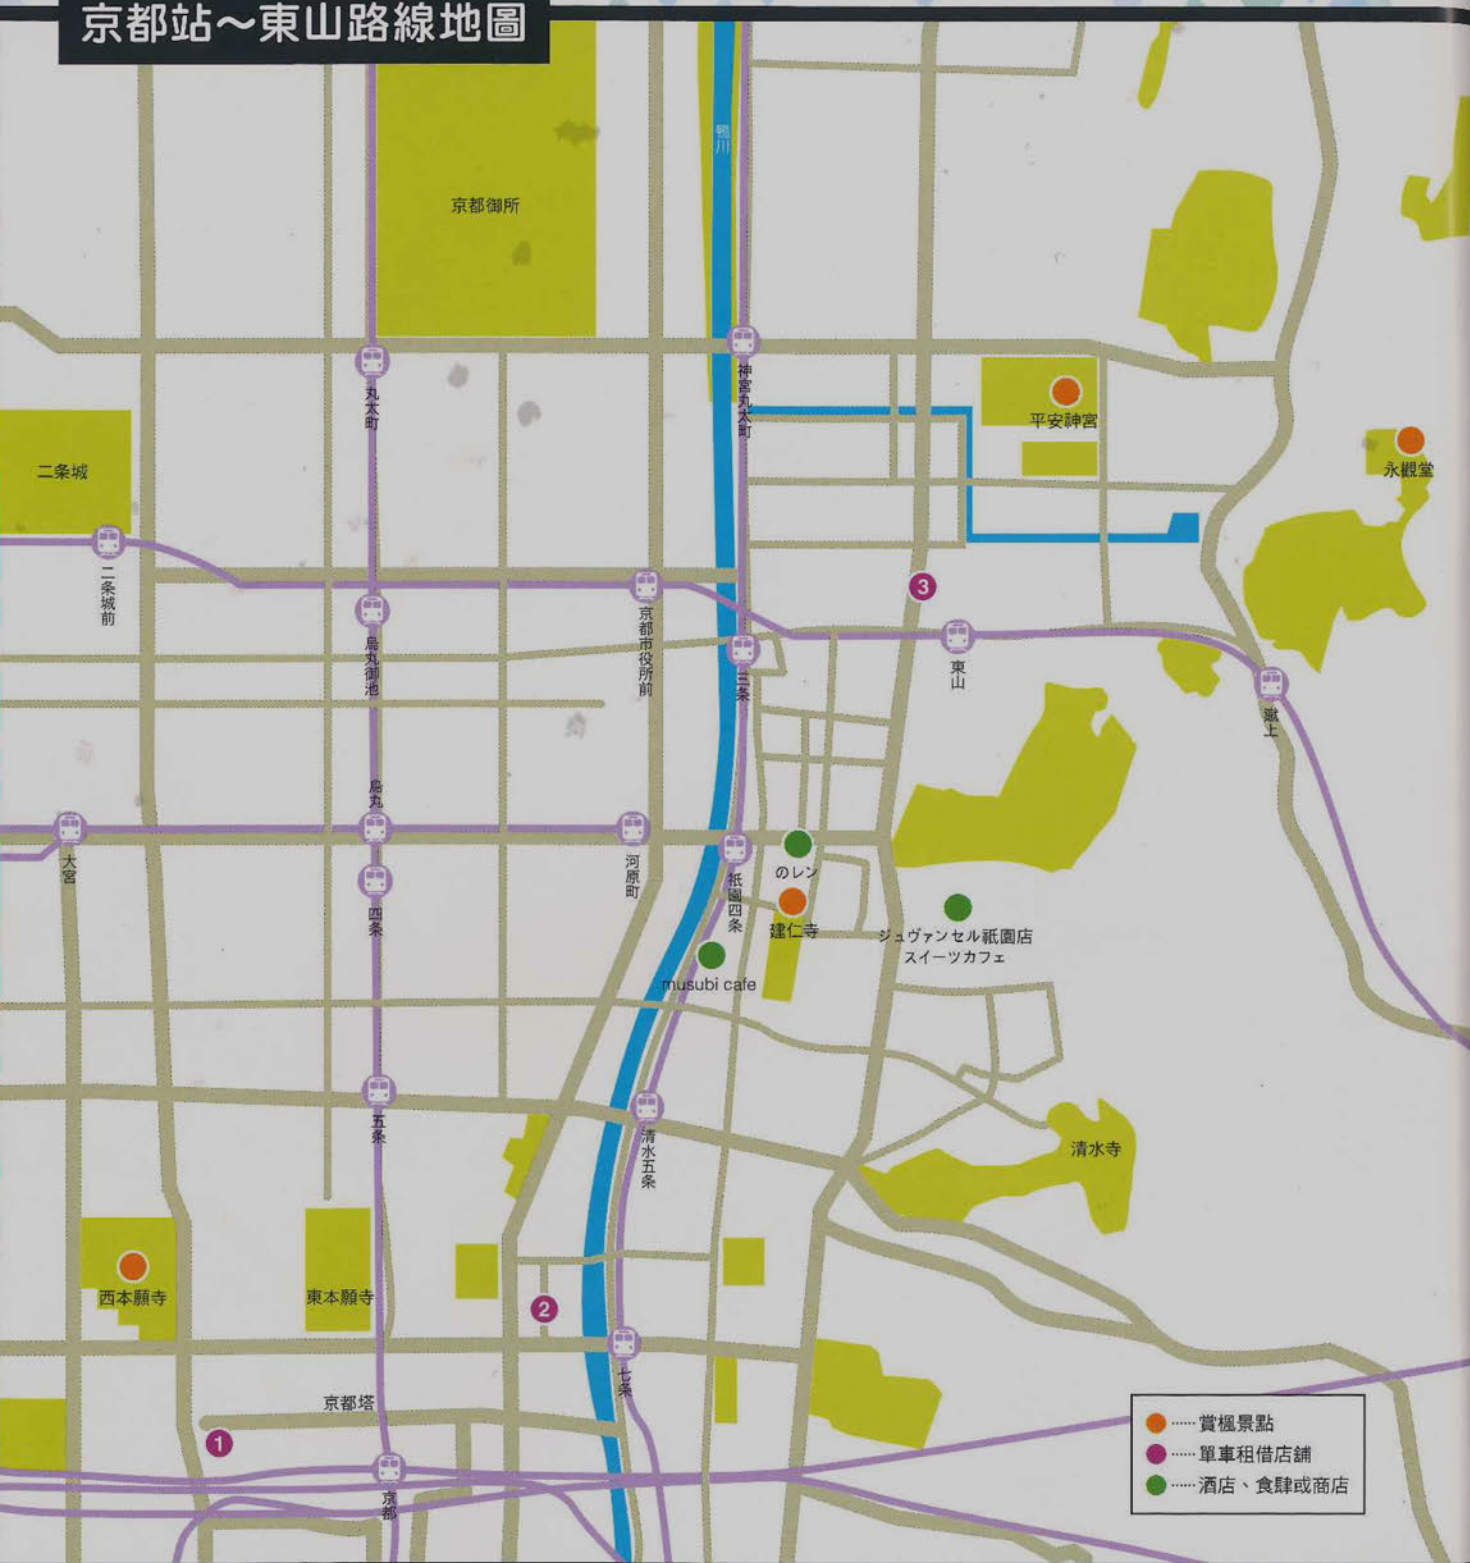 京都站～東山路線地圖
鴨川
京都御所
丸太町
神宮丸太町
平安神宮
永觀堂
二条城
二条城前
3
烏丸御池
京都市役所前
三条
東山
蹴上
烏丸
大宮
四条
河原町
祇園四条
のレン
建仁寺
ジュヴァンセル祇園店
スイーツカフェ
musubi cafe
五条
清水五条
清水寺
西本願寺
東本願寺
2
七条
京都塔
1
京都
······賞楓景點
······單車租借店舖
······酒店、食肆或商店